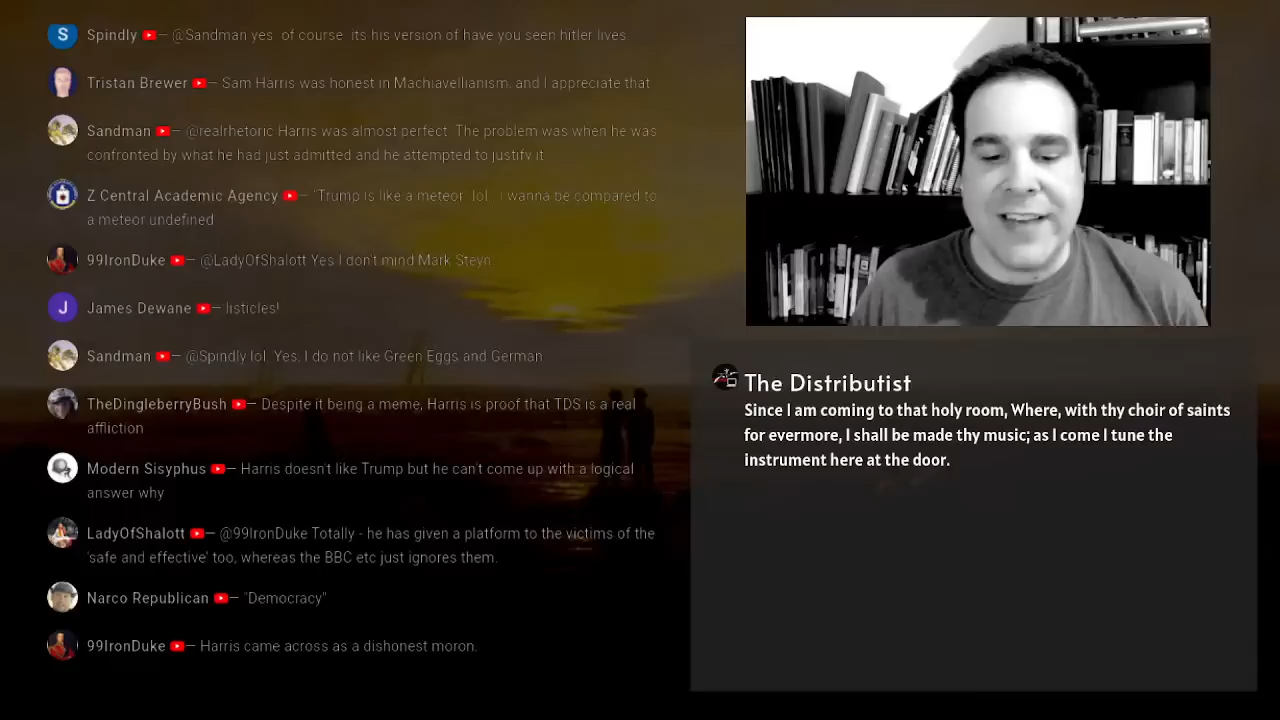 S
Spindly — @Sandman yes of course its his version of have you seen hitler lives
Tristan Brewer — Sam Harris was honest in Machiavellianism, and I appreciate that
Sandman — @realrhetoric Harris was almost perfect. The problem was when he was
confronted by what he had just admitted and he attempted to justify it
Z Central Academic Agency — "Trump is like a meteor lol i wanna be compared to
a meteor undefined
99IronDuke — @LadyOfShalott Yes I don't mind Mark Steyn.
J
James Dewane — listicles!
Sandman — @Spindly lol. Yes, I do not like Green Eggs and German
TheDingleberryBush — Despite it being a meme, Harris is proof that TDS is a real
affliction
Modern Sisyphus — Harris doesn't like Trump but he can't come up with a logical
answer why
LadyOfShalott — @99IronDuke Totally - he has given a platform to the victims of the
'safe and effective' too, whereas the BBC etc just ignores them.
Narco Republican — "Democracy"
99IronDuke — Harris came across as a dishonest moron.
The Distributist
Since I am coming to that holy room, Where, with thy choir of saints
for evermore, I shall be made thy music; as I come I tune the
instrument here at the door.